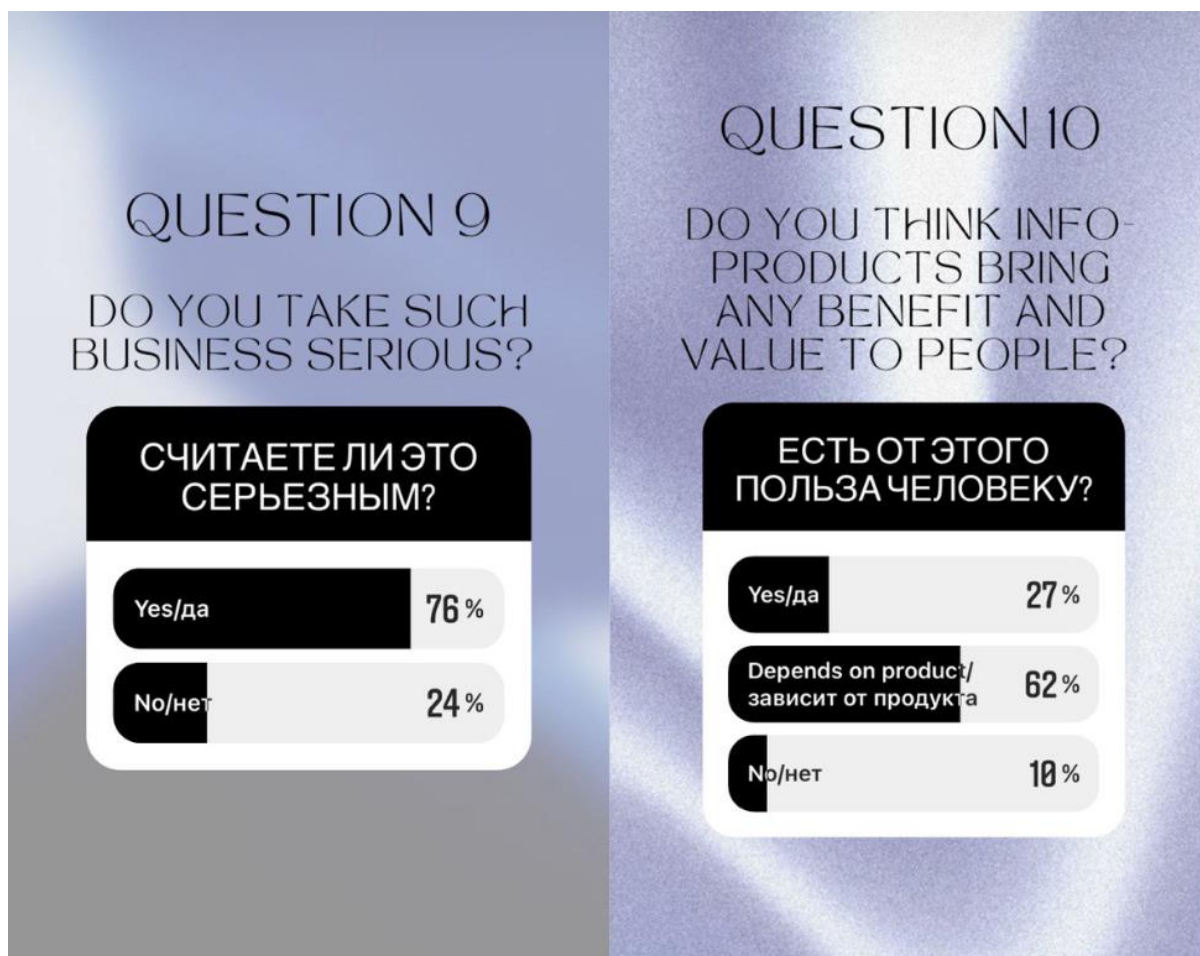 QUESTION 9
DO YOU TAKE SUCH
BUSINESS SERIOUS?
СЧИТАЕТЕ ЛИ ЭТО
СЕРЬЕЗНЫМ?
Yes/да 76%
No/нет 24%
QUESTION 10
DO YOU THINK INFO-
PRODUCTS BRING
ANY BENEFIT AND
VALUE TO PEOPLE?
ЕСТЬ ОТ ЭТОГО
ПОЛЬЗА ЧЕЛОВЕКУ?
Yes/да 27%
Depends on product/
зависит от продукта 62%
No/нет 10%